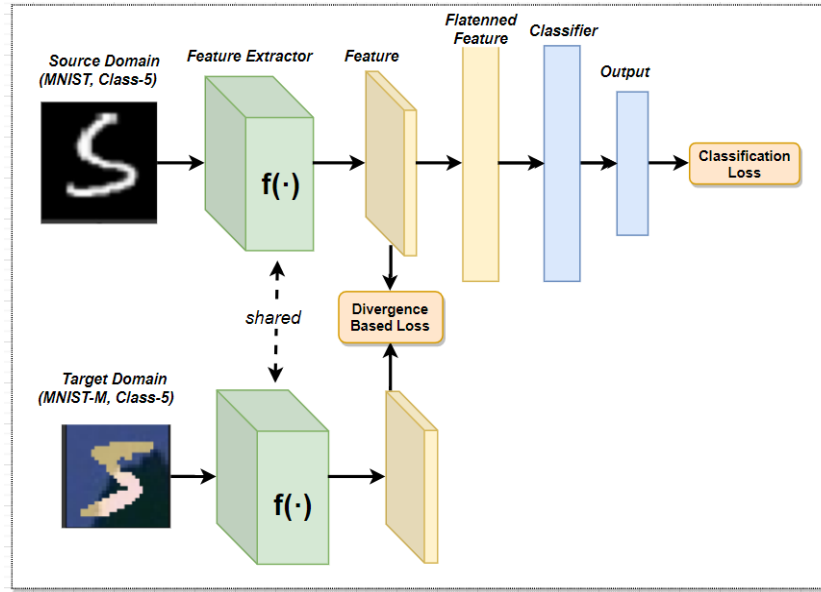 Source Domain
(MNIST, Class-5)
Feature Extractor
Feature
Flatenned
Feature
Classifier
Output
f(·)
Classification
Loss
shared
Divergence
Based Loss
Target Domain
(MNIST-M, Class-5)
f(·)